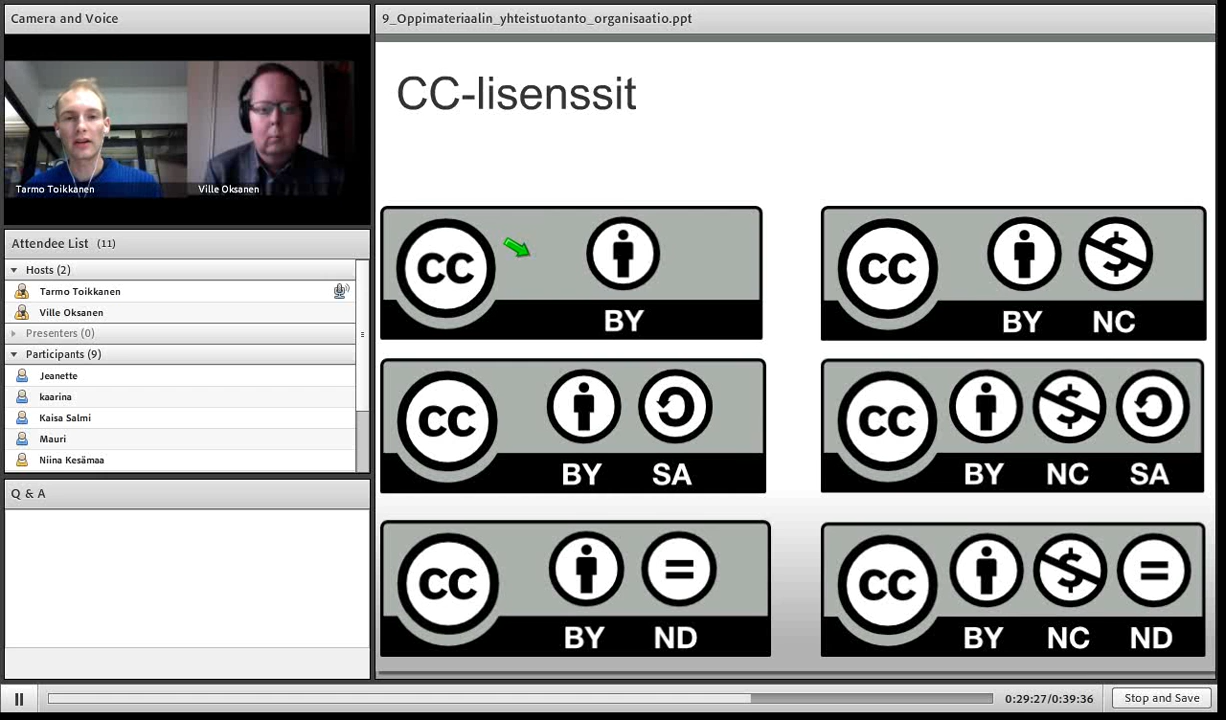 Camera and Voice
Tarmo Toikkanen
Ville Oksanen
Attendee List (11)
Hosts (2)
Tarmo Toikkanen
Ville Oksanen
Presenters (0)
Participants (9)
Jeanette
kaarina
Kaisa Salmi
Mauri
Niina Kesämaa
Q & A
9_Oppimateriaalin_yhteistuotanto_organisaatio.ppt
CC-lisenssit
CC BY
CC $ BY NC
CC BY SA
CC $ BY NC SA
CC = BY ND
CC $ = BY NC ND
0:29:27/0:39:36
Stop and Save